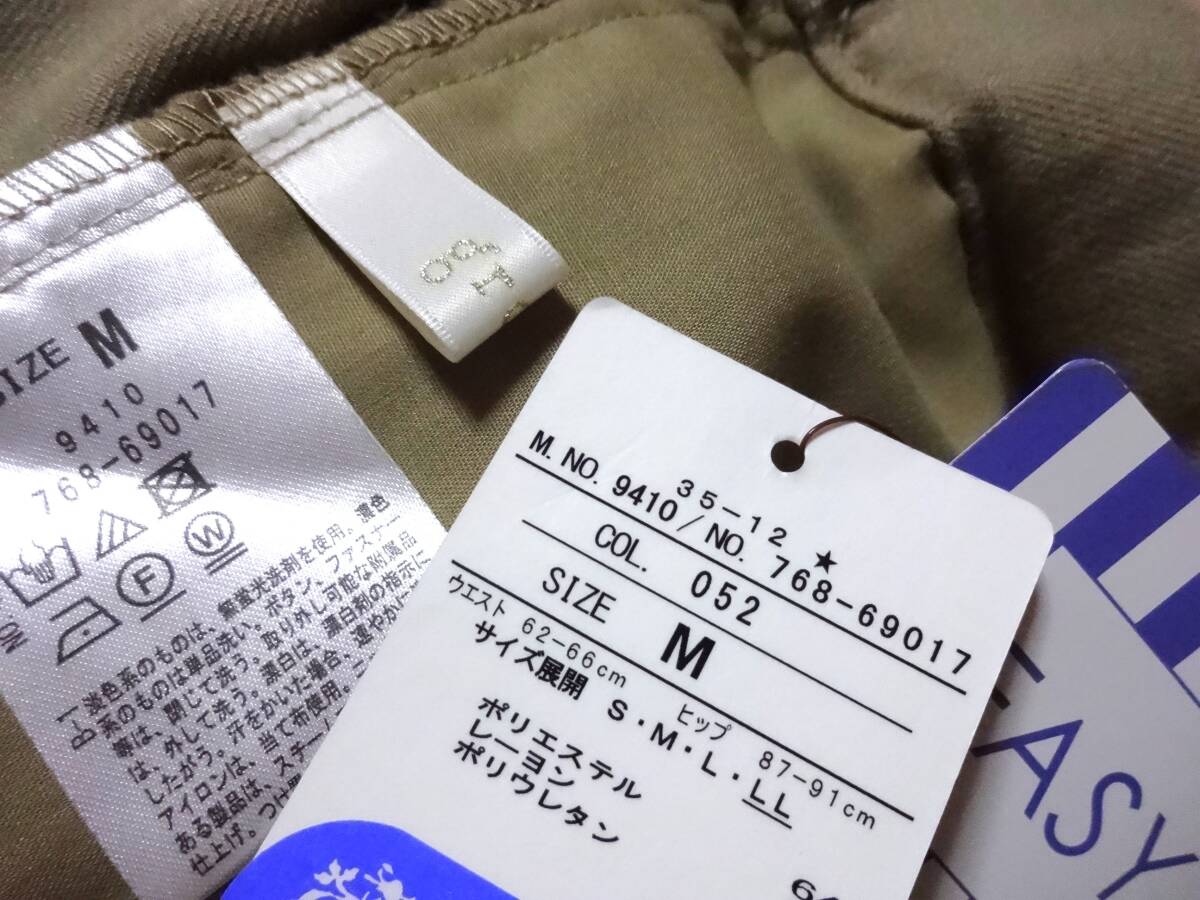 SIZE M
9410
768-69017
B-1
淡色系のものは、無蛍光洗剤を使用。濃色
系のものは単品洗い。ボタン、ファスナー
等は、閉じて洗う。取り外し可能な附属品
は、外して洗う。漂白は、漂白剤の指示に
したがう。汗をかいた場合、速やかに
アイロンは、当て布使用。
ある製品は、スチー
仕上げ。つけ置
F
W
35-12 ★
M. NO. 9410/NO. 768-69017
COL. 052
SIZE M
ウエスト 62-66cm ヒップ 87-91cm
サイズ展開 S・M・L・LL
ポリエステル
レーヨン
ポリウレタン
EASY